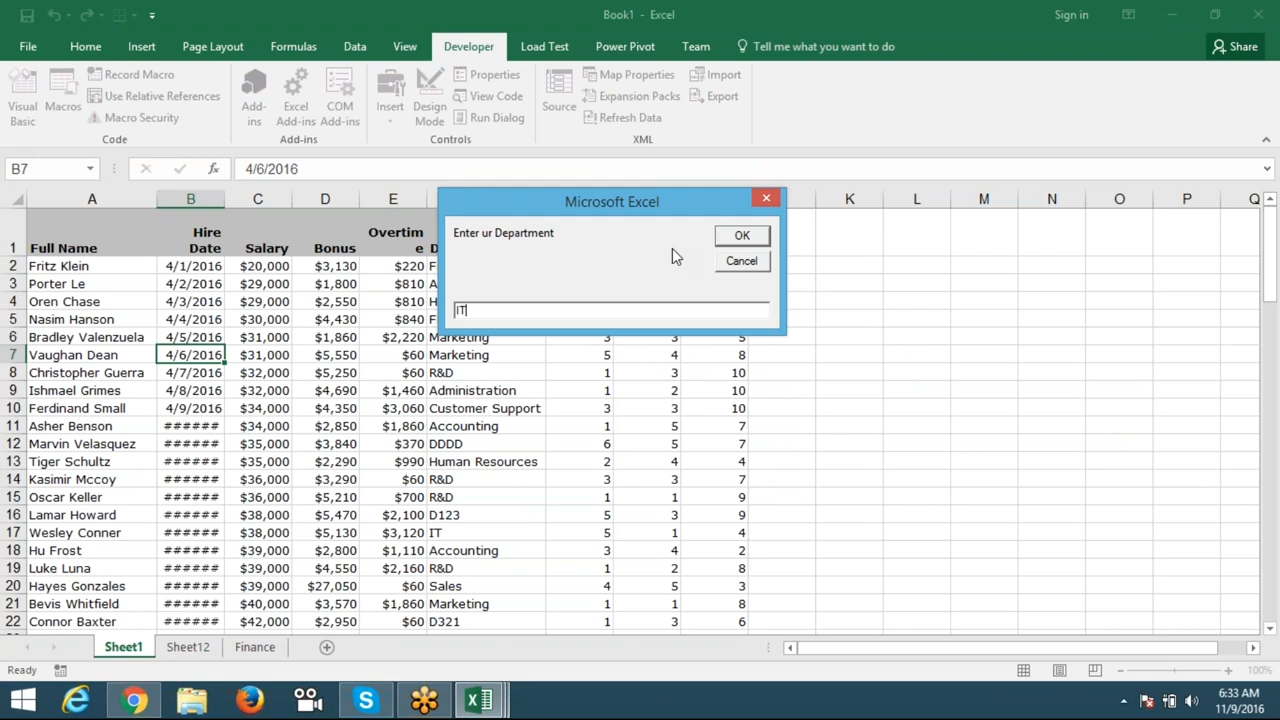 Book1 - Excel
Sign in
File Home Insert Page Layout Formulas Data View Developer Load Test Power Pivot Team Tell me what you want to do Share
Visual Basic
Macros
Record Macro
Use Relative References
Macro Security
Code
Add-ins
Excel Add-ins
COM Add-ins
Add-ins
Insert
Design Mode
Properties
View Code
Run Dialog
Controls
Source
Map Properties
Expansion Packs
Refresh Data
Import
Export
XML
B7 fx 4/6/2016
Microsoft Excel
Enter ur Department
OK
Cancel
IT
A B C D E K L M N O P Q
1 Full Name Hire Date Salary Bonus Overtime D
2 Fritz Klein 4/1/2016 $20,000 $3,130 $220 F
3 Porter Le 4/2/2016 $29,000 $1,800 $810 A
4 Oren Chase 4/3/2016 $29,000 $2,550 $810 H
5 Nasim Hansen 4/4/2016 $30,000 $4,430 $840 F
6 Bradley Valenzuela 4/5/2016 $31,000 $1,860 $2,220 Marketing 3 3 5
7 Vaughan Dean 4/6/2016 $31,000 $5,550 $60 Marketing 5 4 8
8 Christopher Guerra 4/7/2016 $32,000 $5,250 $60 R&D 1 3 10
9 Ishmael Grimes 4/8/2016 $32,000 $4,690 $1,460 Administration 1 2 10
10 Ferdinand Small 4/9/2016 $34,000 $4,350 $3,060 Customer Support 3 3 10
11 Asher Benson ###### $34,000 $2,850 $1,860 Accounting 1 5 7
12 Marvin Velasquez ###### $35,000 $3,840 $370 DDDD 6 5 7
13 Tiger Schultz ###### $35,000 $2,290 $990 Human Resources 2 4 4
14 Kasimir Mccoy ###### $36,000 $3,290 $60 R&D 3 3 7
15 Oscar Keller ###### $36,000 $5,210 $700 R&D 1 1 9
16 Lamar Howard ###### $38,000 $5,470 $2,100 D123 5 3 9
17 Wesley Conner ###### $38,000 $5,130 $3,120 IT 5 1 4
18 Hu Frost ###### $39,000 $2,800 $1,110 Accounting 3 4 2
19 Luke Luna ###### $39,000 $4,550 $2,160 R&D 1 2 8
20 Hayes Gonzales ###### $39,000 $27,050 $60 Sales 4 5 3
21 Bevis Whitfield ###### $40,000 $3,570 $1,860 Marketing 1 1 8
22 Connor Baxter ###### $42,000 $2,950 $60 D321 1 3 6
Sheet1 Sheet12 Finance
Ready 100%
6:33 AM
11/9/2016